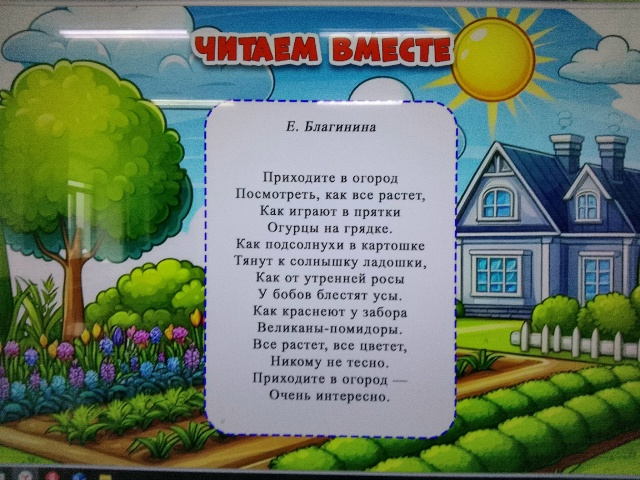 ЧИТАЕМ ВМЕСТЕ
Е. Благинина
Приходите в огород
Посмотреть, как все растет,
Как играют в прятки
Огурцы на грядке.
Как подсолнухи в картошке
Тянут к солнышку ладошки,
Как от утренней росы
У бобов блестят усы.
Как краснеют у забора
Великаны-помидоры.
Все растет, все цветет,
Никому не тесно.
Приходите в огород —
Очень интересно.